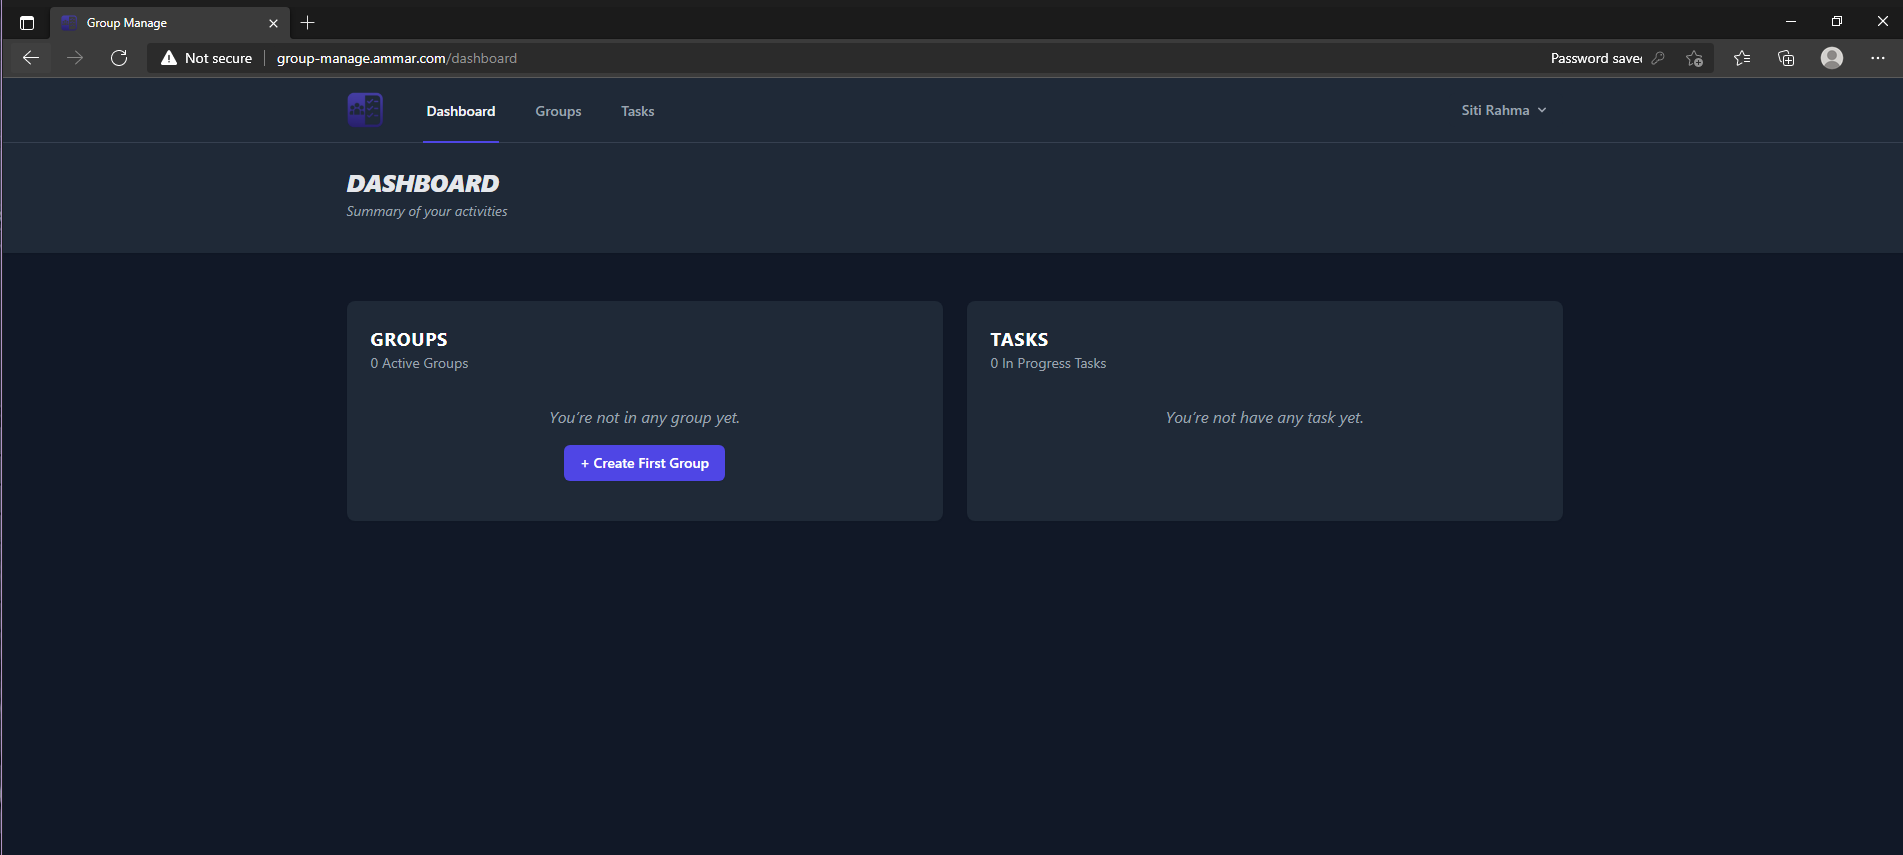 Group Manage
Not secure group-manage.ammar.com/dashboard Password saved
Dashboard Groups Tasks Siti Rahma
DASHBOARD
Summary of your activities
GROUPS
0 Active Groups
You're not in any group yet.
+ Create First Group
TASKS
0 In Progress Tasks
You're not have any task yet.